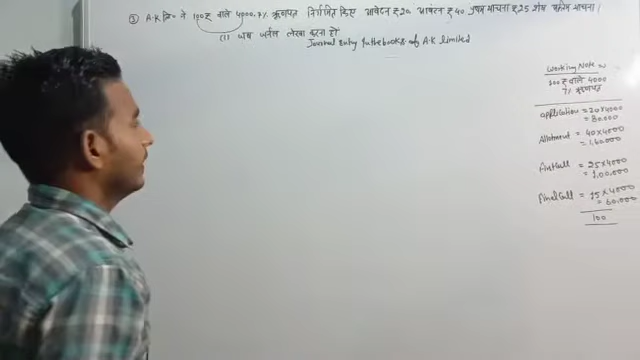 ③ A.K लि० ने 100₹ वाले 4000, 7% ऋणपत्र निर्गमित किए आवेदन ₹20 आवंटन ₹40 प्रथम याचना ₹25 शेष अंतिम याचना।
(1) जब जर्नल लेखा करना हो
Journal Entry In the books of A.K limited
Working Note
100₹ वाले 4000
7% ऋणपत्र
Application = 20×4000
= 80,000
Allotment = 40×4000
= 1,60,000
First Call = 25×4000
= 1,00,000
Final Call = 15×4000
= 60,000
100